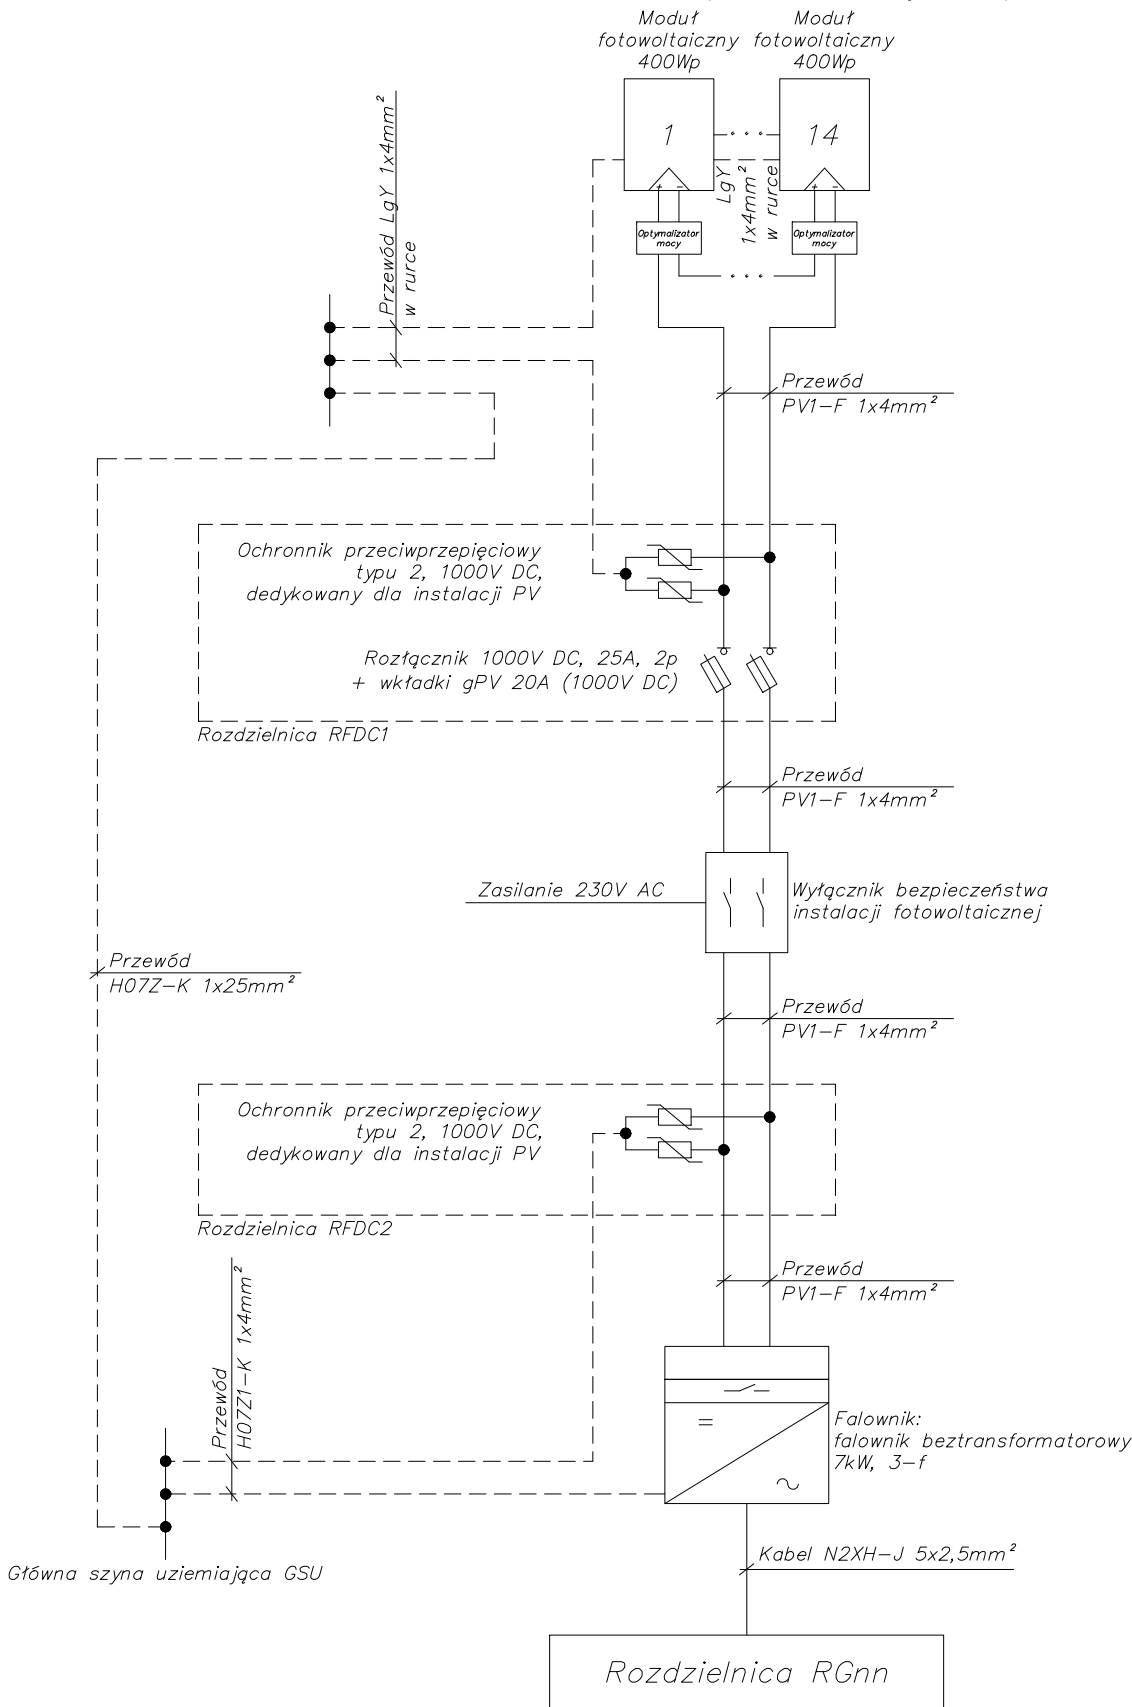 Moduł
fotowoltaiczny
400Wp
Moduł
fotowoltaiczny
400Wp
1
14
+ -
+ -
LgY
1x4mm²
w rurce
Optymalizator
mocy
Optymalizator
mocy
Przewód LgY 1x4mm²
w rurce
Przewód
PV1-F 1x4mm²
Ochronnik przeciwprzepięciowy
typu 2, 1000V DC,
dedykowany dla instalacji PV
Rozłącznik 1000V DC, 25A, 2p
+ wkładki gPV 20A (1000V DC)
Rozdzielnica RFDC1
Przewód
PV1-F 1x4mm²
Zasilanie 230V AC
Wyłącznik bezpieczeństwa
instalacji fotowoltaicznej
Przewód
H07Z-K 1x25mm²
Przewód
PV1-F 1x4mm²
Ochronnik przeciwprzepięciowy
typu 2, 1000V DC,
dedykowany dla instalacji PV
Rozdzielnica RFDC2
Przewód
PV1-F 1x4mm²
Przewód
H07Z1-K 1x4mm²
Falownik:
falownik beztransformatorowy
7kW, 3-f
Główna szyna uziemiająca GSU
Kabel N2XH-J 5x2,5mm²
Rozdzielnica RGnn